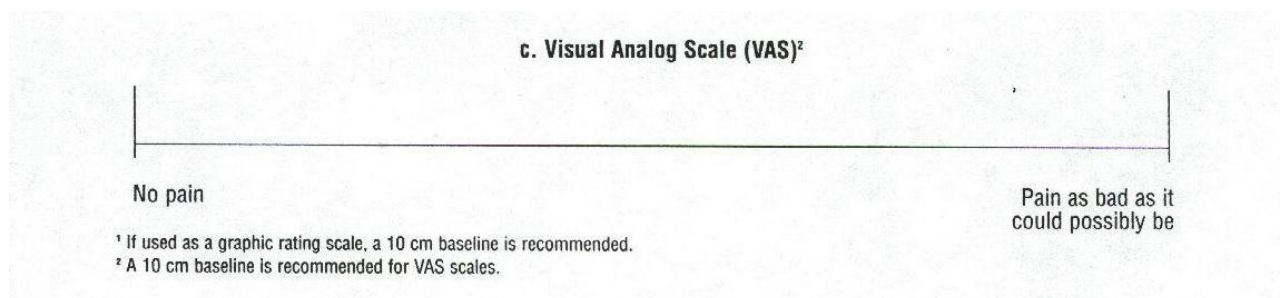 c. Visual Analog Scale (VAS)²
No pain
Pain as bad as it
could possibly be
¹ If used as a graphic rating scale, a 10 cm baseline is recommended.
² A 10 cm baseline is recommended for VAS scales.